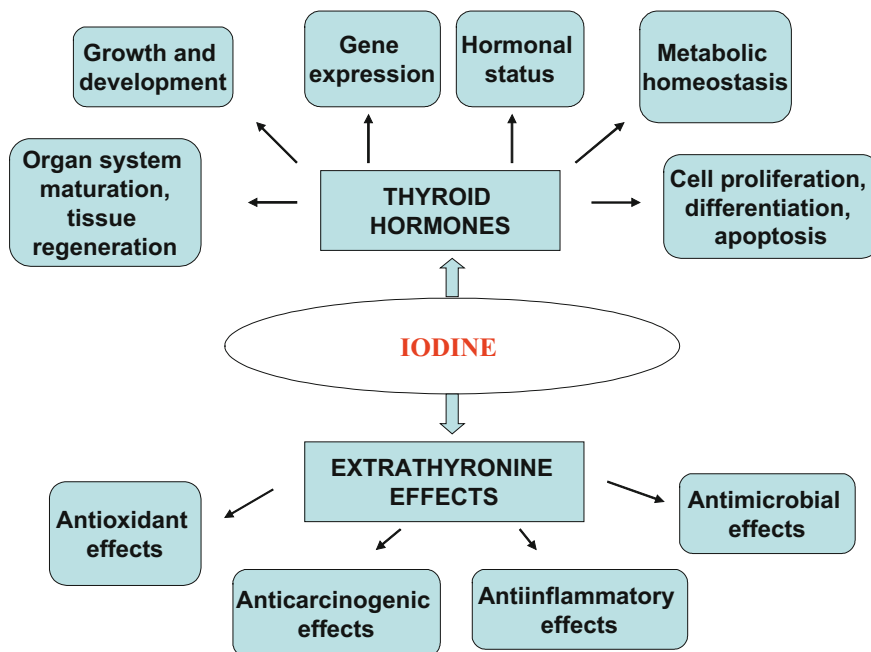 Growth and
development
Gene
expression
Hormonal
status
Metabolic
homeostasis
Organ system
maturation,
tissue
regeneration
THYROID
HORMONES
Cell proliferation,
differentiation,
apoptosis
IODINE
EXTRATHYRONINE
EFFECTS
Antioxidant
effects
Anticarcinogenic
effects
Antiinflammatory
effects
Antimicrobial
effects